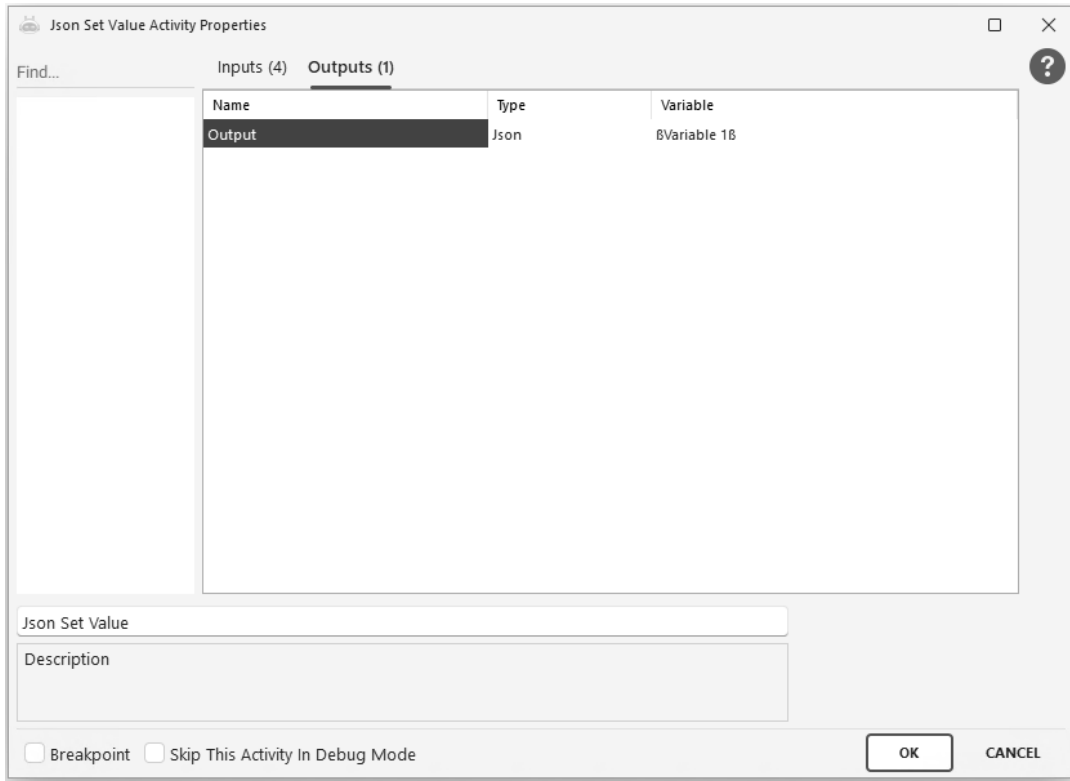 Json Set Value Activity Properties
Find...
Inputs (4) Outputs (1)
?
Name Type Variable
Output Json ßVariable 1ß
Json Set Value
Description
Breakpoint Skip This Activity In Debug Mode OK CANCEL